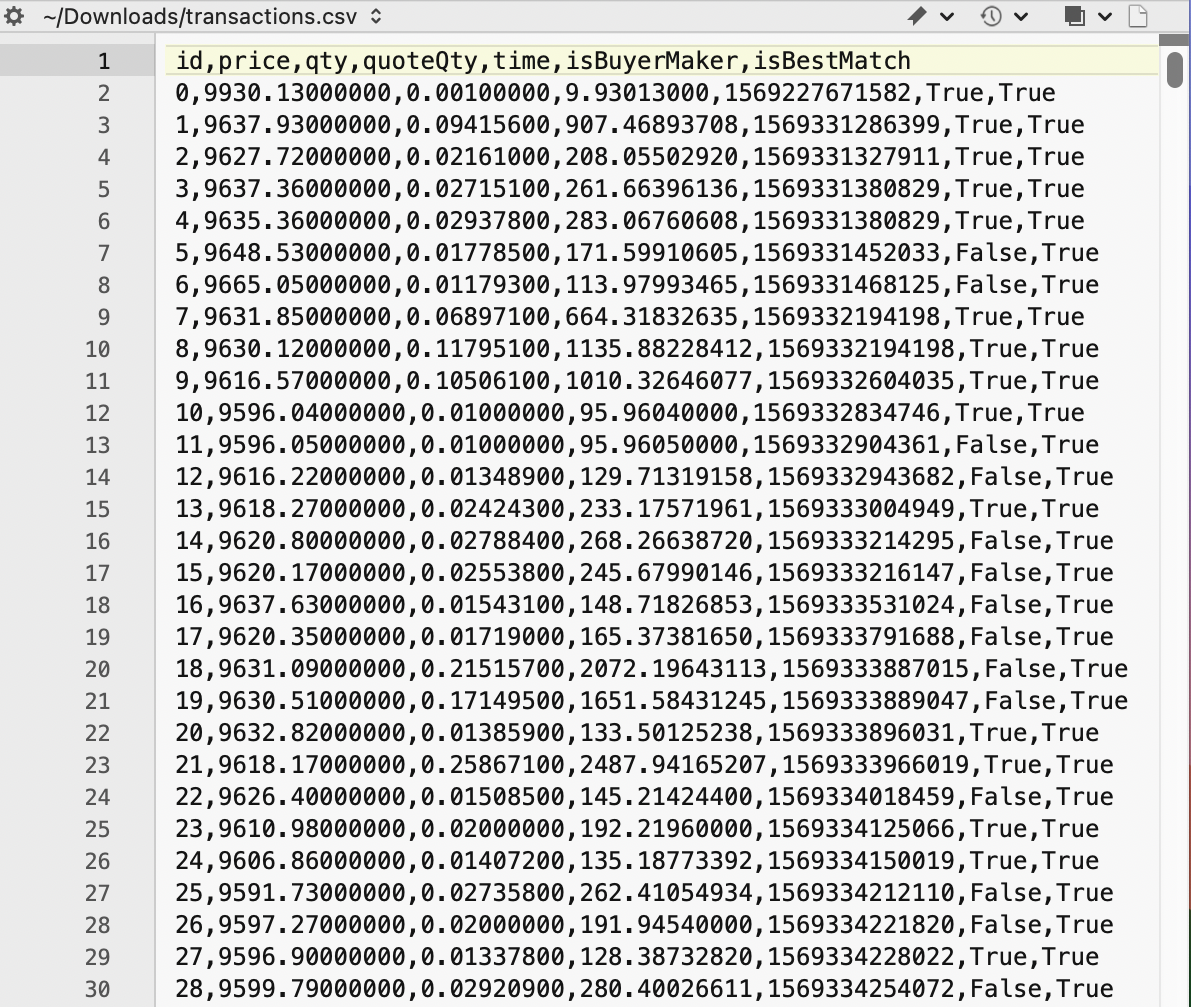 ~/Downloads/transactions.csv
1 id,price,qty,quoteQty,time,isBuyerMaker,isBestMatch
2 0,9930.13000000,0.00100000,9.93013000,1569227671582,True,True
3 1,9637.93000000,0.09415600,907.46893708,1569331286399,True,True
4 2,9627.72000000,0.02161000,208.05502920,1569331327911,True,True
5 3,9637.36000000,0.02715100,261.66396136,1569331380829,True,True
6 4,9635.36000000,0.02937800,283.06760608,1569331380829,True,True
7 5,9648.53000000,0.01778500,171.59910605,1569331452033,False,True
8 6,9665.05000000,0.01179300,113.97993465,1569331468125,False,True
9 7,9631.85000000,0.06897100,664.31832635,1569332194198,True,True
10 8,9630.12000000,0.11795100,1135.88228412,1569332194198,True,True
11 9,9616.57000000,0.10506100,1010.32646077,1569332604035,True,True
12 10,9596.04000000,0.01000000,95.96040000,1569332834746,True,True
13 11,9596.05000000,0.01000000,95.96050000,1569332904361,False,True
14 12,9616.22000000,0.01348900,129.71319158,1569332943682,False,True
15 13,9618.27000000,0.02424300,233.17571961,1569333004949,True,True
16 14,9620.80000000,0.02788400,268.26638720,1569333214295,False,True
17 15,9620.17000000,0.02553800,245.67990146,1569333216147,False,True
18 16,9637.63000000,0.01543100,148.71826853,1569333531024,False,True
19 17,9620.35000000,0.01719000,165.37381650,1569333791688,False,True
20 18,9631.09000000,0.21515700,2072.19643113,1569333887015,False,True
21 19,9630.51000000,0.17149500,1651.58431245,1569333889047,False,True
22 20,9632.82000000,0.01385900,133.50125238,1569333896031,True,True
23 21,9618.17000000,0.25867100,2487.94165207,1569333966019,True,True
24 22,9626.40000000,0.01508500,145.21424400,1569334018459,False,True
25 23,9610.98000000,0.02000000,192.21960000,1569334125066,True,True
26 24,9606.86000000,0.01407200,135.18773392,1569334150019,True,True
27 25,9591.73000000,0.02735800,262.41054934,1569334212110,False,True
28 26,9597.27000000,0.02000000,191.94540000,1569334221820,False,True
29 27,9596.90000000,0.01337800,128.38732820,1569334228022,True,True
30 28,9599.79000000,0.02920900,280.40026611,1569334254072,False,True